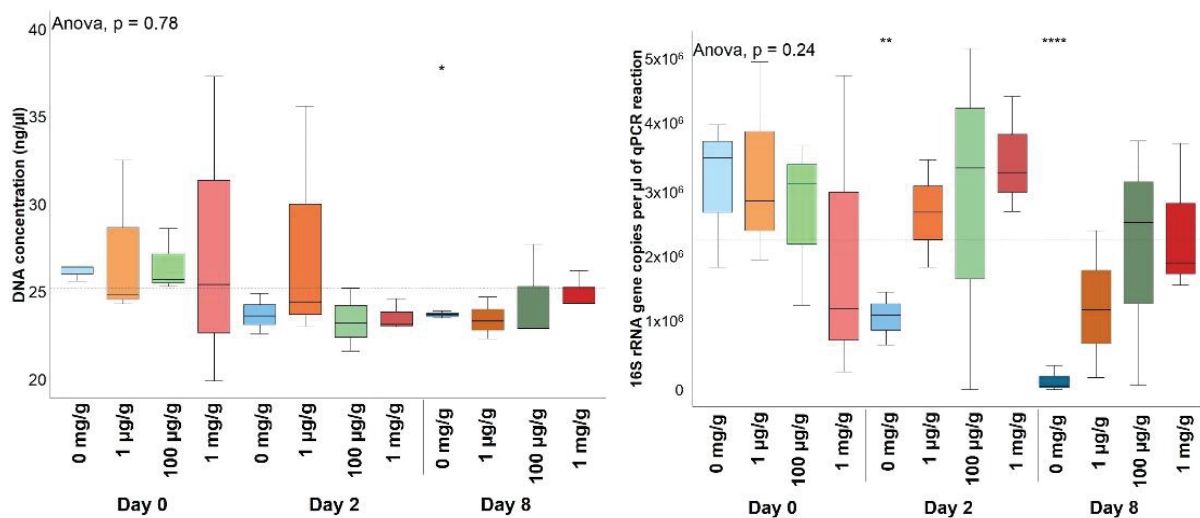 Anova, p = 0.78
*
DNA concentration (ng/µl)
40
35
30
25
20
0 mg/g
1 µg/g
100 µg/g
1 mg/g
0 mg/g
1 µg/g
100 µg/g
1 mg/g
0 mg/g
1 µg/g
100 µg/g
1 mg/g
Day 0
Day 2
Day 8
Anova, p = 0.24
**
****
16S rRNA gene copies per µl of qPCR reaction
5x10⁶
4x10⁶
3x10⁶
2x10⁶
1x10⁶
0
0 mg/g
1 µg/g
100 µg/g
1 mg/g
0 mg/g
1 µg/g
100 µg/g
1 mg/g
0 mg/g
1 µg/g
100 µg/g
1 mg/g
Day 0
Day 2
Day 8